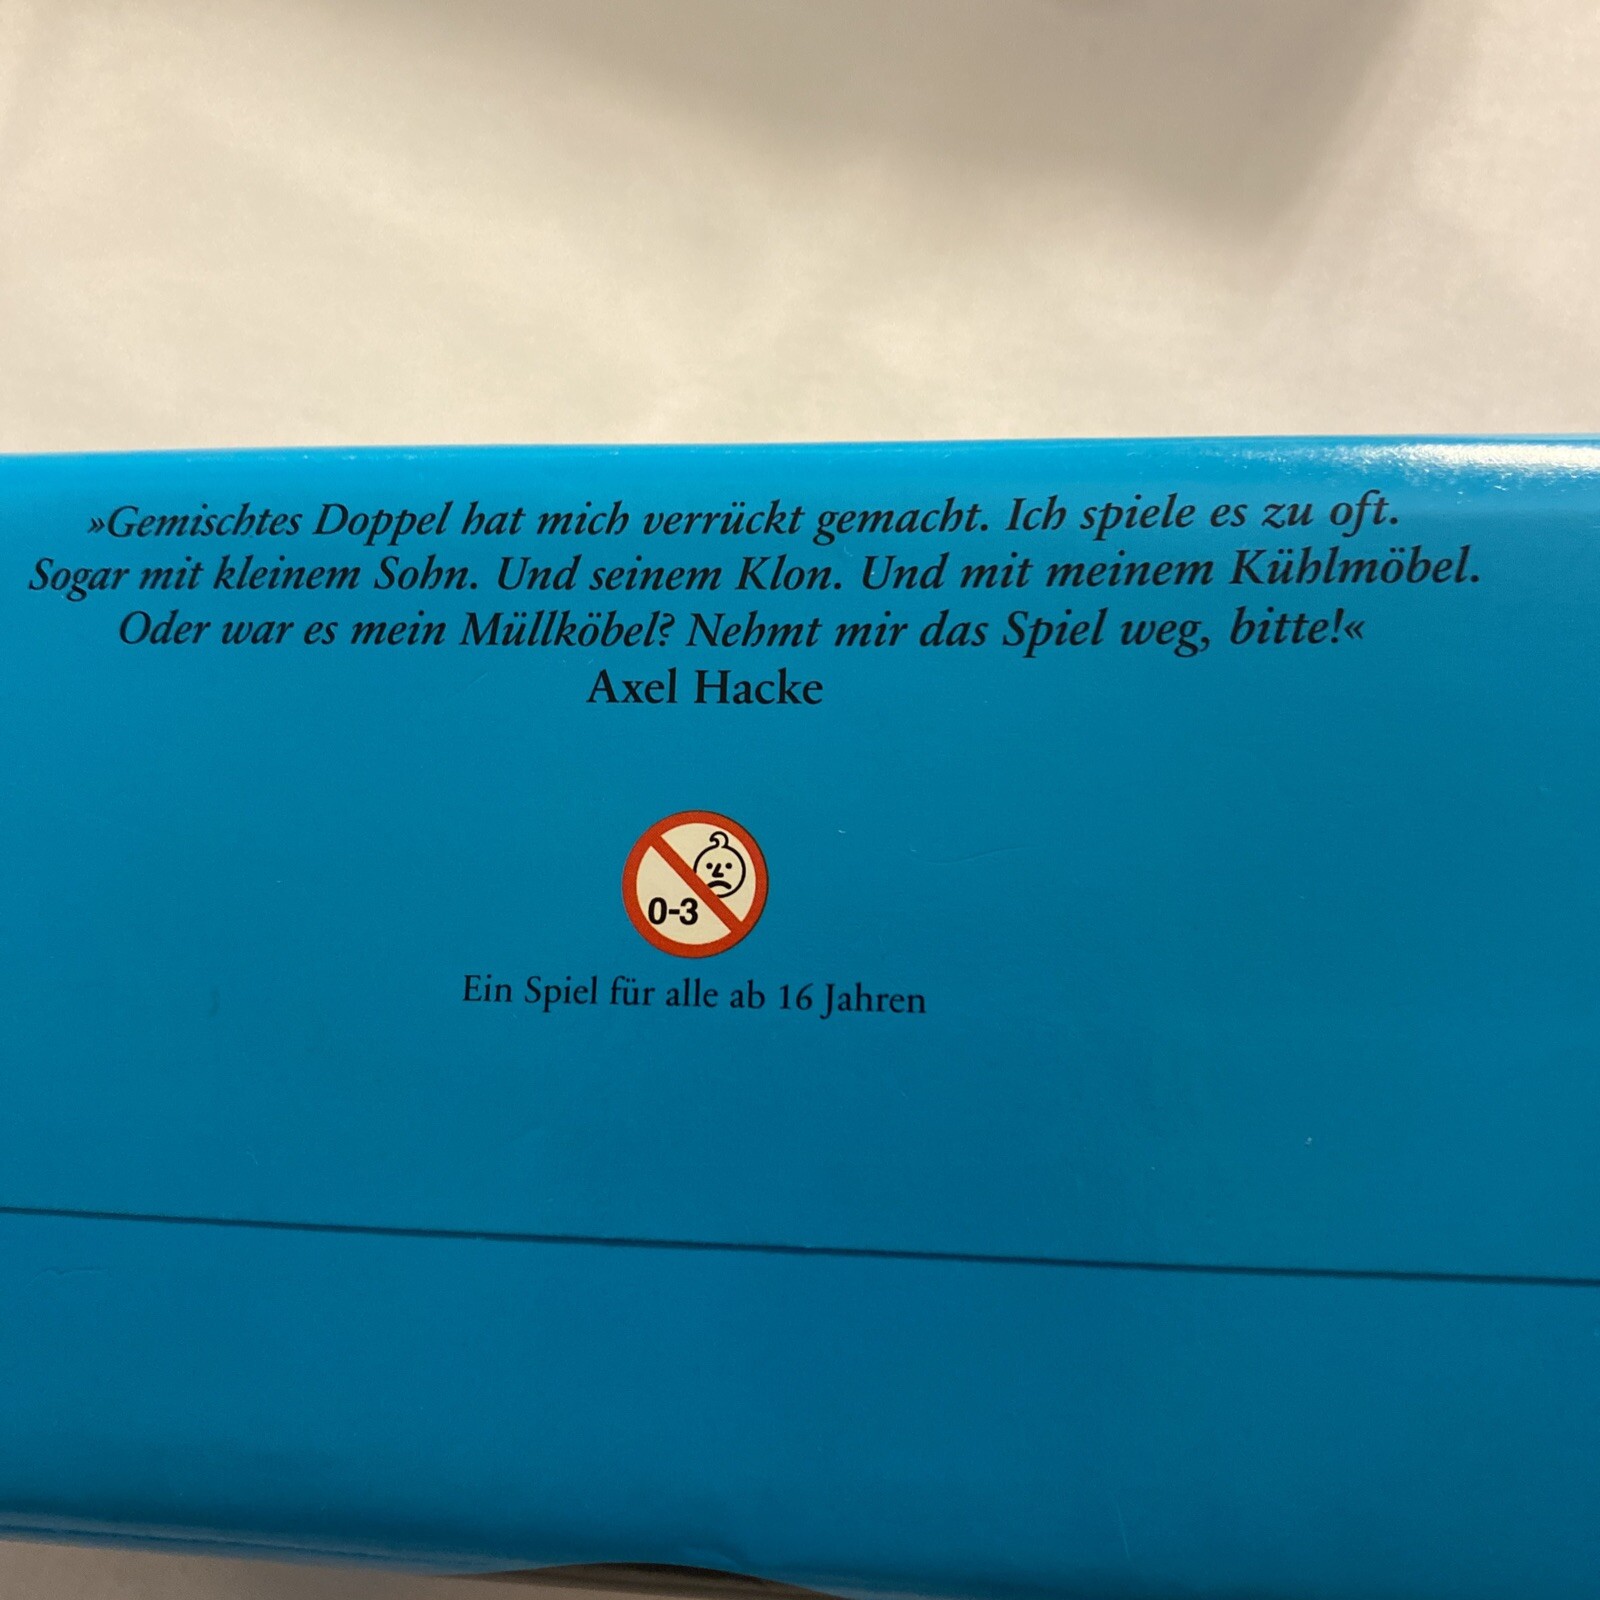 »Gemischtes Doppel hat mich verrückt gemacht. Ich spiele es zu oft.
Sogar mit kleinem Sohn. Und seinem Klon. Und mit meinem Kühlmöbel.
Oder war es mein Müllköbel? Nehmt mir das Spiel weg, bitte!«
Axel Hacke
0-3
Ein Spiel für alle ab 16 Jahren